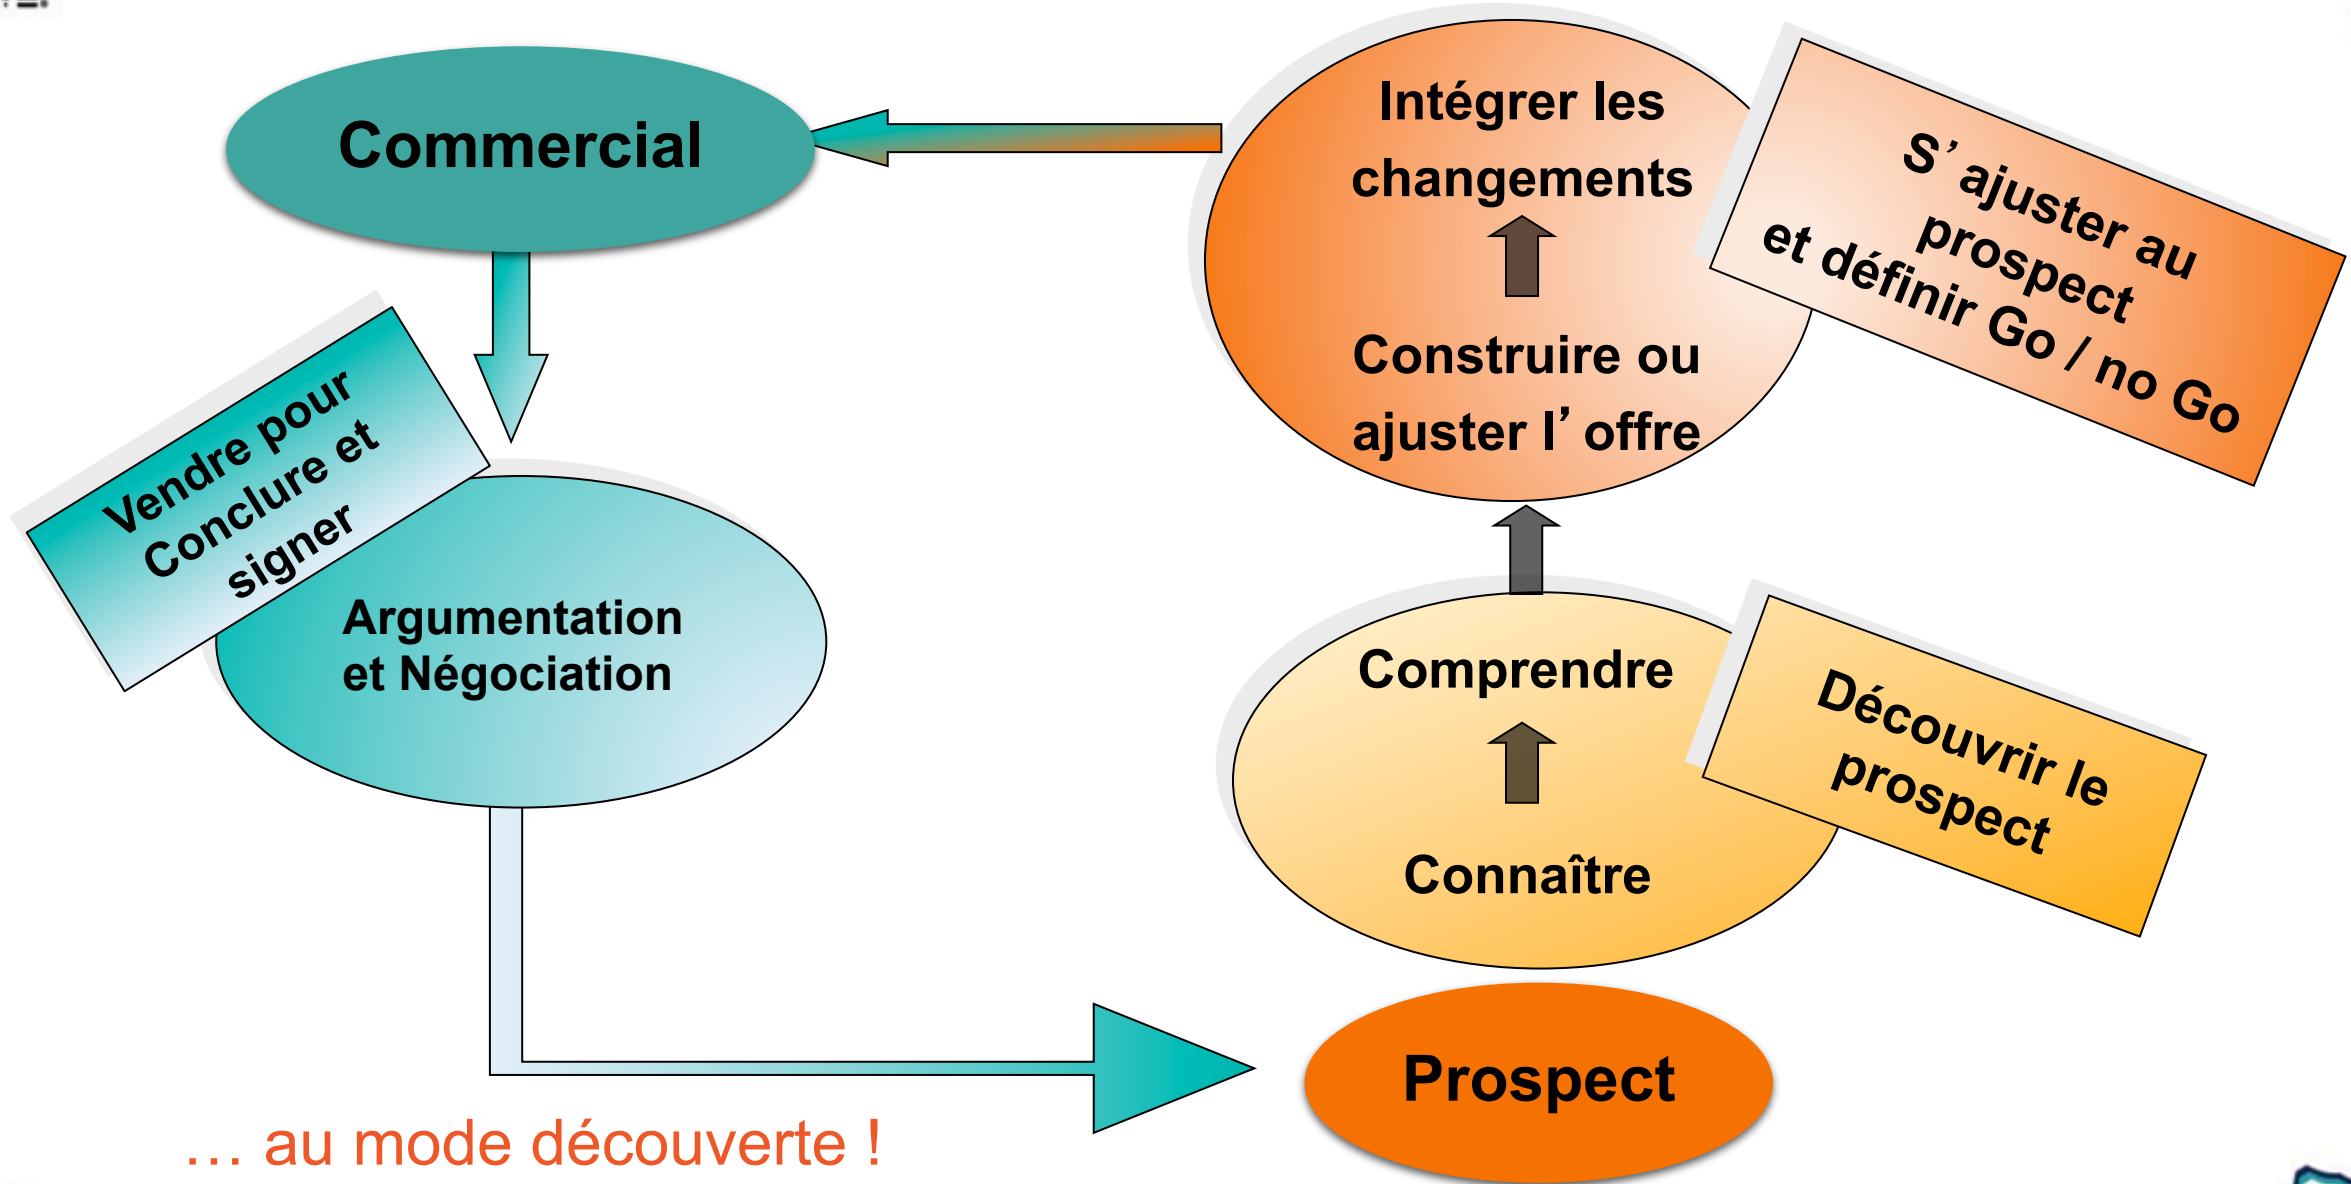 Commercial
Intégrer les
changements
S’ ajuster au
prospect
et définir Go / no Go
Construire ou
ajuster l’ offre
Vendre pour
Conclure et
signer
Argumentation
et Négociation
Comprendre
Découvrir le
prospect
Connaître
Prospect
… au mode découverte !